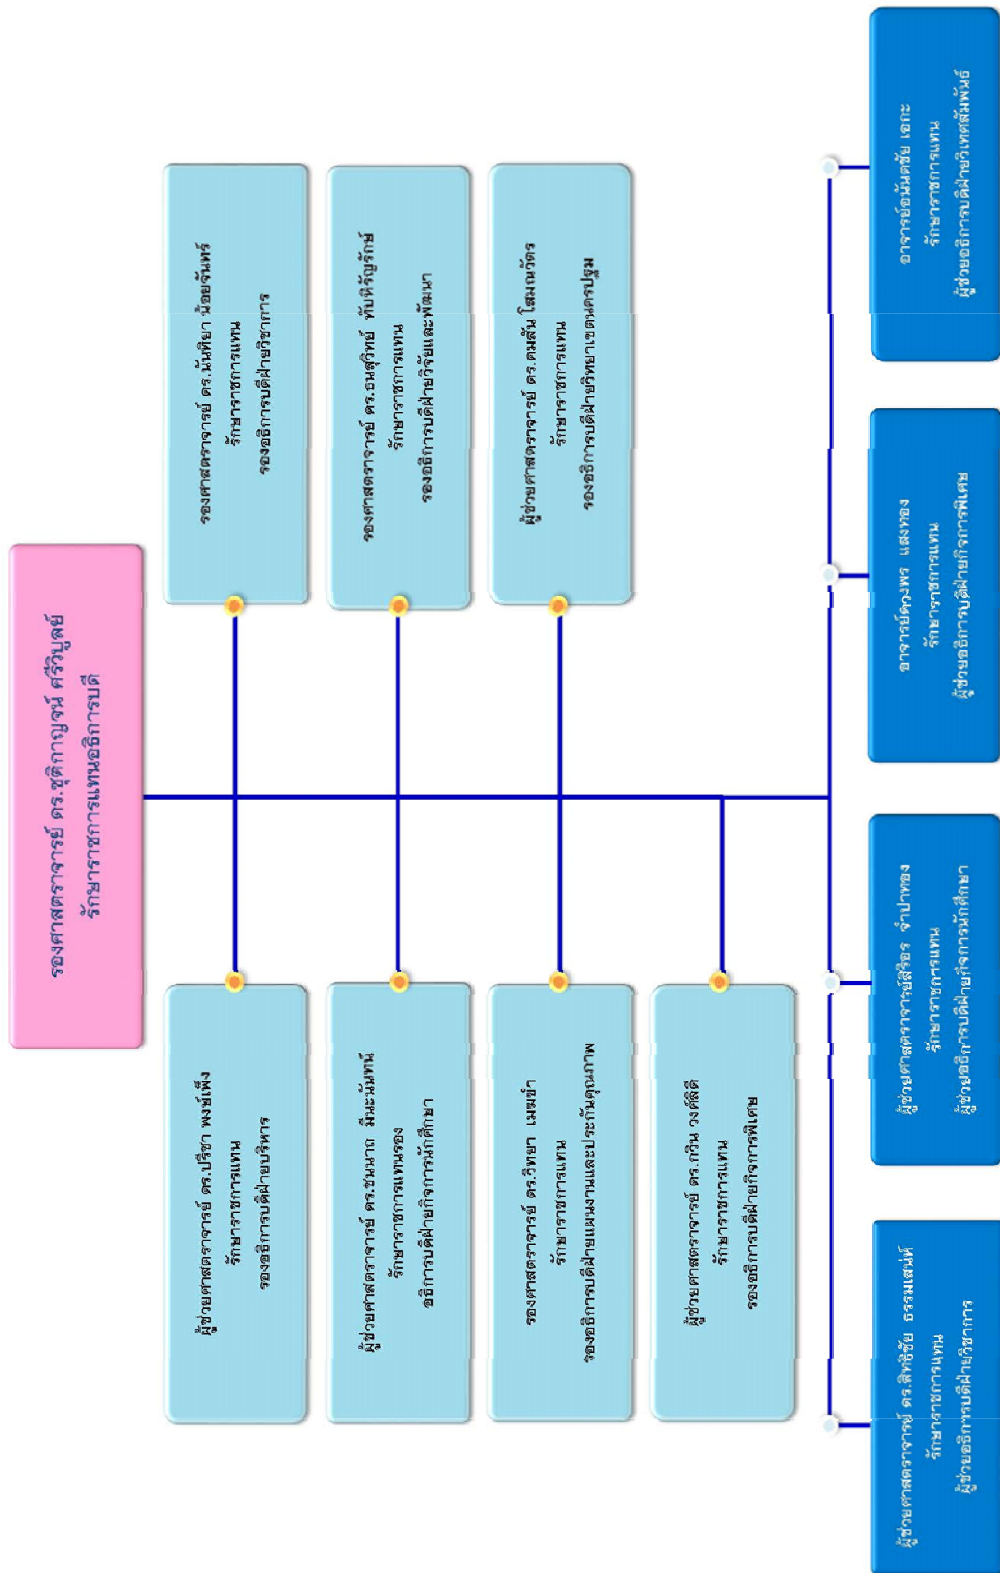 รองศาสตราจารย์ ดร.ชุติกาญจน์ ศรีวิบูลย์
รักษาราชการแทนอธิการบดี
ผู้ช่วยศาสตราจารย์ ดร.ปรีชา พงษ์เพ็ง
รักษาราชการแทน
รองอธิการบดีฝ่ายบริหาร
รองศาสตราจารย์ ดร.นันทิยา น้อยจันทร์
รักษาราชการแทน
รองอธิการบดีฝ่ายวิชาการ
ผู้ช่วยศาสตราจารย์ ดร.ชนนาถ มีนะนันทน์
รักษาราชการแทนรอง
อธิการบดีฝ่ายกิจการนักศึกษา
รองศาสตราจารย์ ดร.ธนสุวิทย์ ทับหิรัญรักษ์
รักษาราชการแทน
รองอธิการบดีฝ่ายวิจัยและพัฒนา
รองศาสตราจารย์ ดร.วิทยา เมฆขำ
รักษาราชการแทน
รองอธิการบดีฝ่ายแผนงานและประกันคุณภาพ
ผู้ช่วยศาสตราจารย์ ดร.คมสัน โสมณวัตร
รักษาราชการแทน
รองอธิการบดีฝ่ายวิทยาเขตนครปฐม
ผู้ช่วยศาสตราจารย์ ดร.กวิน วงศ์ลีดี
รักษาราชการแทน
รองอธิการบดีฝ่ายกิจการพิเศษ
ผู้ช่วยศาสตราจารย์ ดร.สิทธิชัย ธรรมเสน่ห์
รักษาราชการแทน
ผู้ช่วยอธิการบดีฝ่ายวิชาการ
ผู้ช่วยศาสตราจารย์สิริอร จำปาทอง
รักษาราชการแทน
ผู้ช่วยอธิการบดีฝ่ายกิจการนักศึกษา
อาจารย์ดวงพร แสงทอง
รักษาราชการแทน
ผู้ช่วยอธิการบดีฝ่ายกิจการพิเศษ
อาจารย์อนันตชัย เอกะ
รักษาราชการแทน
ผู้ช่วยอธิการบดีฝ่ายวิเทศสัมพันธ์